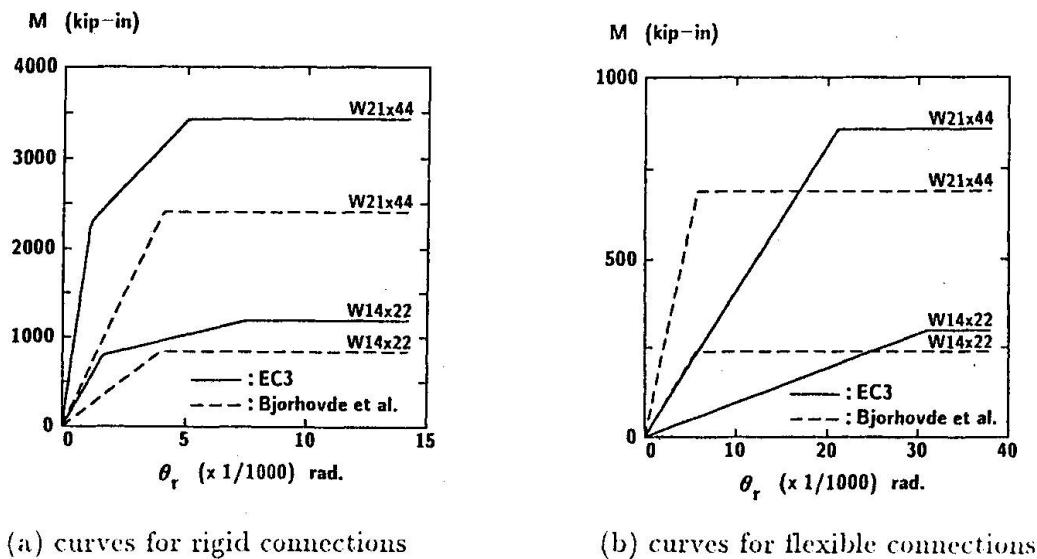 M (kip-in)
4000
3000
2000
1000
0
W21x44
W21x44
W14x22
W14x22
: EC3
: Bjorhovde et al.
0
5
10
15
θr (x 1/1000) rad.
(a) curves for rigid connections
M (kip-in)
1000
500
0
W21x44
W21x44
W14x22
W14x22
: EC3
: Bjorhovde et al.
0
10
20
30
40
θr (x 1/1000) rad.
(b) curves for flexible connections